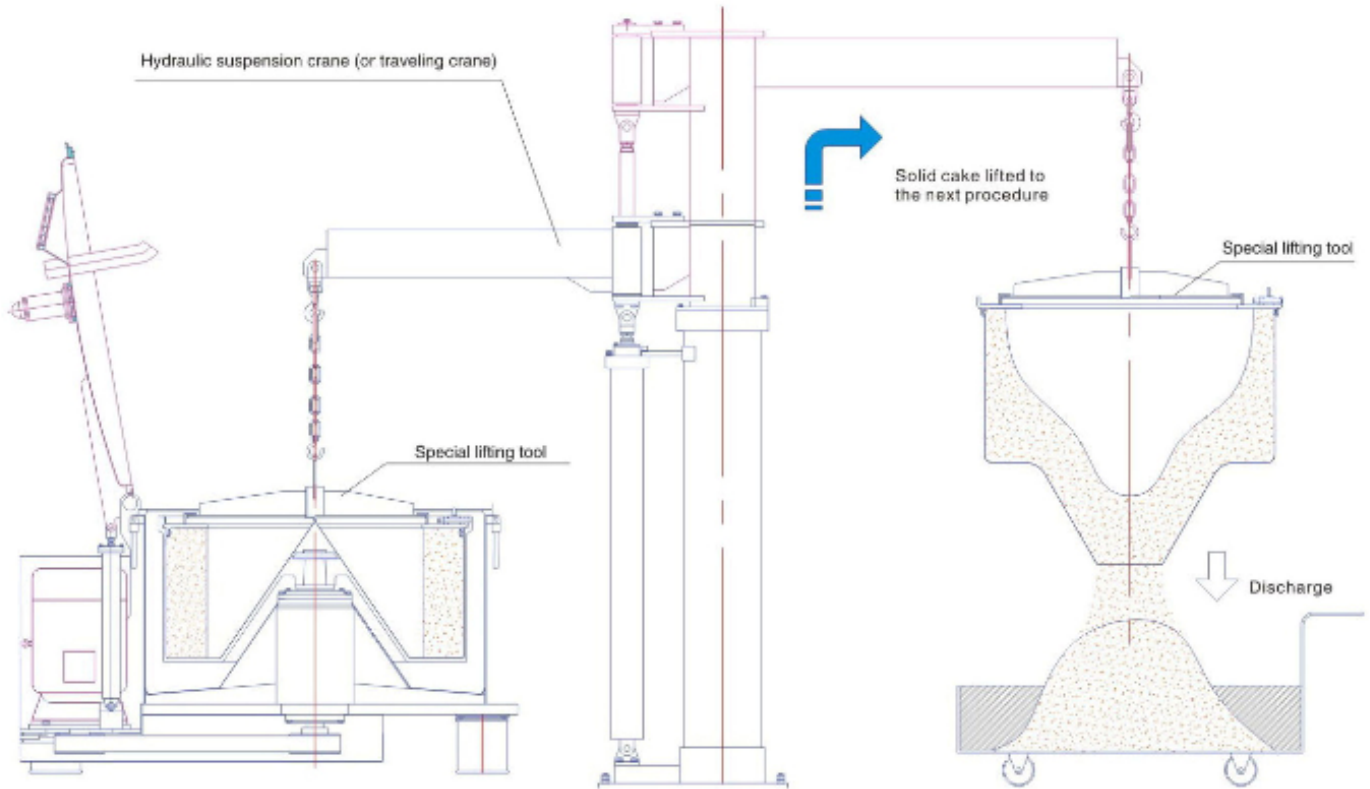 Hydraulic suspension crane (or traveling crane)
Solid cake lifted to
the next procedure
Special lifting tool
Special lifting tool
Discharge